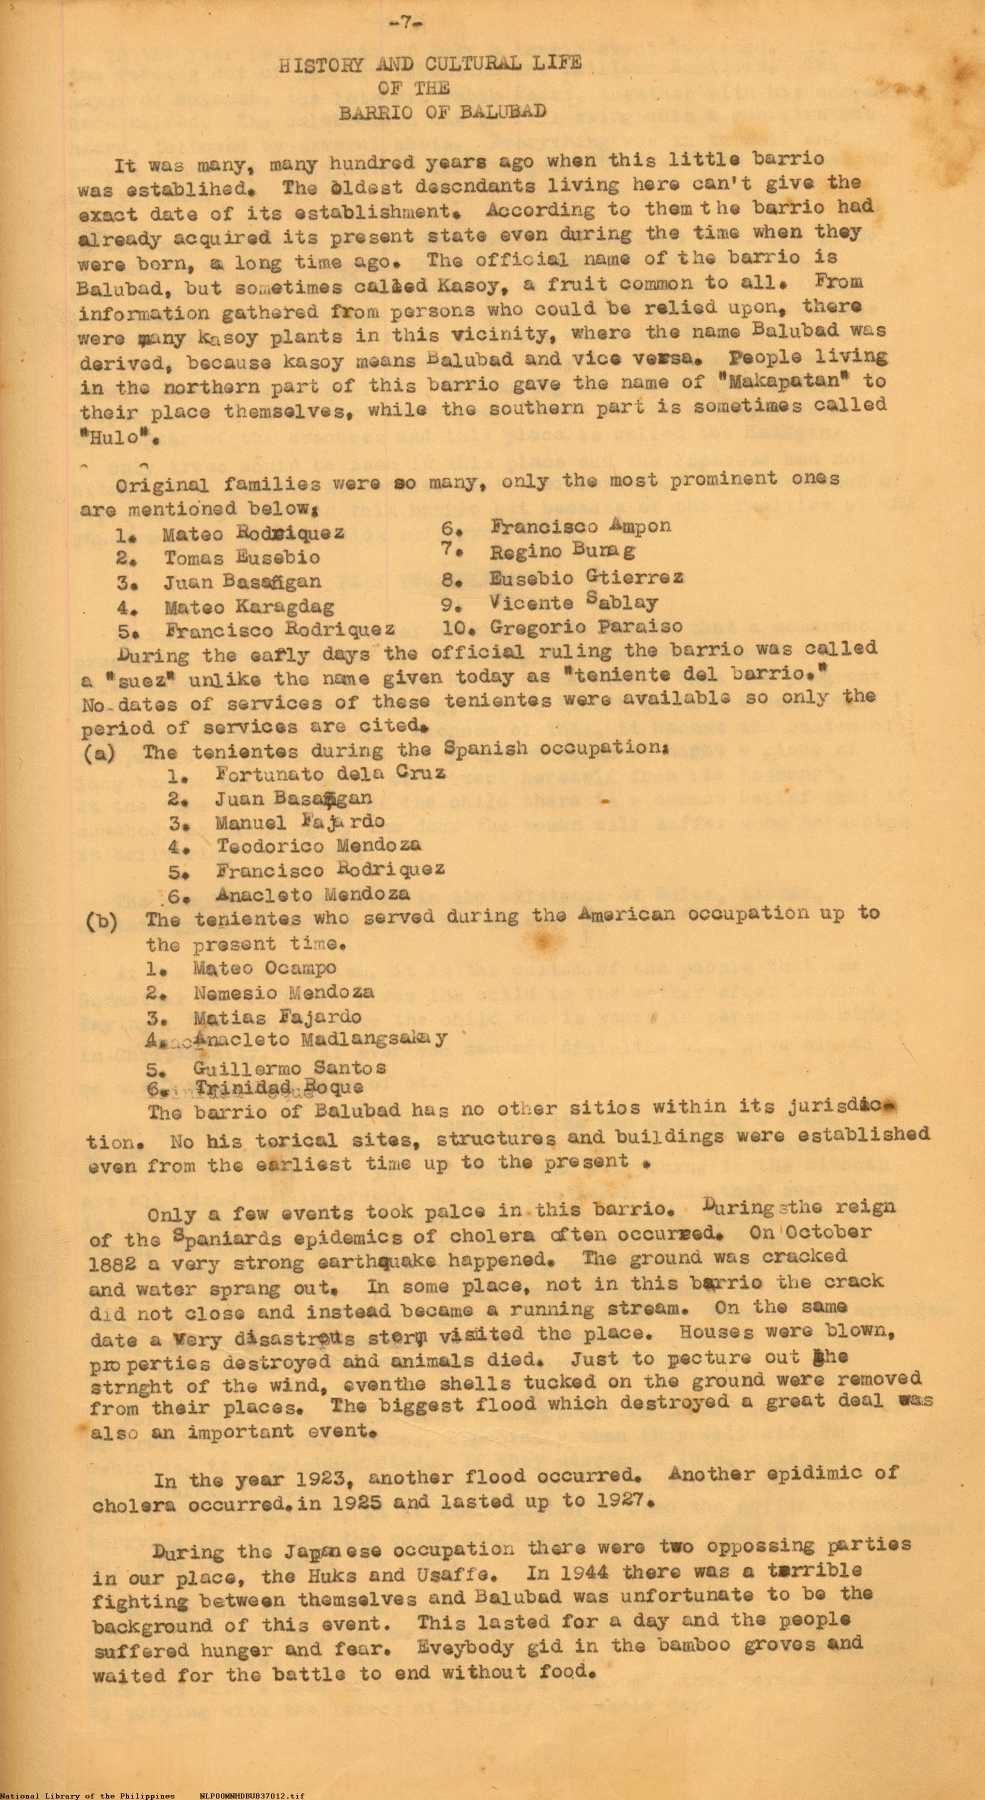 -7-
HISTORY AND CULTURAL LIFE
OF THE
BARRIO OF BALUBAD
It was many, many hundred years ago when this little barrio
was establihed. The oldest descndants living here can't give the
exact date of its establishment. According to them the barrio had
already acquired its present state even during the time when they
were born, a long time ago. The official name of the barrio is
Balubad, but sometimes called Kasoy, a fruit common to all. From
information gathered from persons who could be relied upon, there
were many kasoy plants in this vicinity, where the name Balubad was
derived, because kasoy means Balubad and vice versa. People living
in the northern part of this barrio gave the name of "Makapatan" to
their place themselves, while the southern part is sometimes called
"Hulo".
Original families were so many, only the most prominent ones
are mentioned below:
1. Mateo Rodriquez 6. Francisco Ampon
2. Tomas Eusebio 7. Regino Burag
3. Juan Basañgan 8. Eusebio Gtierrez
4. Mateo Karagdag 9. Vicente Sablay
5. Francisco Rodriquez 10. Gregorio Paraiso
During the early days the official ruling the barrio was called
a "suez" unlike the name given today as "teniente del barrio."
No dates of services of these tenientes were available so only the
period of services are cited.
(a) The tenientes during the Spanish occupation:
1. Fortunato dela Cruz
2. Juan Basañgan
3. Manuel Fajardo
4. Teodorico Mendoza
5. Francisco Rodriquez
6. Anacleto Mendoza
(b) The tenientes who served during the American occupation up to
the present time.
1. Mateo Ocampo
2. Nemesio Mendoza
3. Matias Fajardo
4. Anacleto Madlangsakay
5. Guillermo Santos
6. Trinidad Roque
The barrio of Balubad has no other sitios within its jurisdic-
tion. No his torical sites, structures and buildings were established
even from the earliest time up to the present .
Only a few events took palce in this barrio. During the reign
of the Spaniards epidemics of cholera often occurred. On October
1882 a very strong earthquake happened. The ground was cracked
and water sprang out. In some place, not in this barrio the crack
did not close and instead became a running stream. On the same
date a very disastrous storm visited the place. Houses were blown,
properties destroyed and animals died. Just to pecture out the
strnght of the wind, eventhe shells tucked on the ground were removed
from their places. The biggest flood which destroyed a great deal was
also an important event.
In the year 1923, another flood occurred. Another epidimic of
cholera occurred.in 1925 and lasted up to 1927.
During the Japanese occupation there were two oppossing parties
in our place, the Huks and Usaffe. In 1944 there was a terrible
fighting between themselves and Balubad was unfortunate to be the
background of this event. This lasted for a day and the people
suffered hunger and fear. Eveybody gid in the bamboo groves and
waited for the battle to end without food.
National Library of the Philippines NLP00MNHDBUB37012.tif